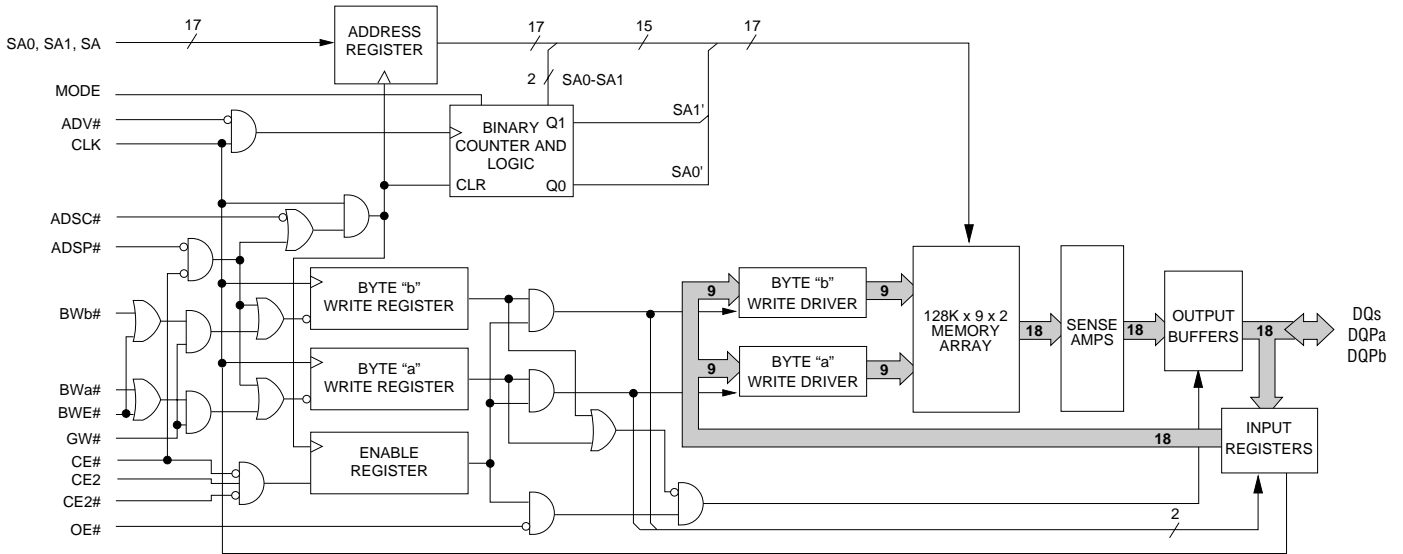 17
SA0, SA1, SA
ADDRESS
REGISTER
17
17
15
17
2
SA0-SA1
MODE
ADV#
CLK
BINARY
COUNTER AND
LOGIC
Q1
CLR
Q0
SA1'
SA0'
ADSC#
ADSP#
BWb#
BWa#
BWE#
GW#
CE#
CE2
CE2#
OE#
BYTE “b”
WRITE REGISTER
BYTE “a”
WRITE REGISTER
ENABLE
REGISTER
9
BYTE “b”
WRITE DRIVER
9
9
BYTE “a”
WRITE DRIVER
9
128K x 9 x 2
MEMORY
ARRAY
18
SENSE
AMPS
18
OUTPUT
BUFFERS
18
DQs
DQPa
DQPb
18
INPUT
REGISTERS
2